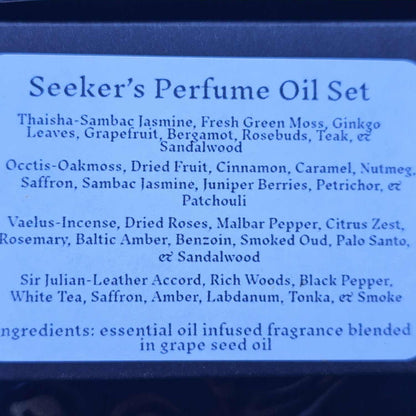 Seeker's Perfume Oil Set
Thaisha-Sambac Jasmine, Fresh Green Moss, Ginkgo
Leaves, Grapefruit, Bergamot, Rosebuds, Teak, &
Sandalwood
Occtis-Oakmoss, Dried Fruit, Cinnamon, Caramel, Nutmeg,
Saffron, Sambac Jasmine, Juniper Berries, Petrichor, &
Patchouli
Vaelus-Incense, Dried Roses, Malbar Pepper, Citrus Zest,
Rosemary, Baltic Amber, Benzoin, Smoked Oud, Palo Santo,
& Sandalwood
Sir Julian-Leather Accord, Rich Woods, Black Pepper,
White Tea, Saffron, Amber, Labdanum, Tonka, & Smoke
ngredients: essential oil infused fragrance blended
in grape seed oil